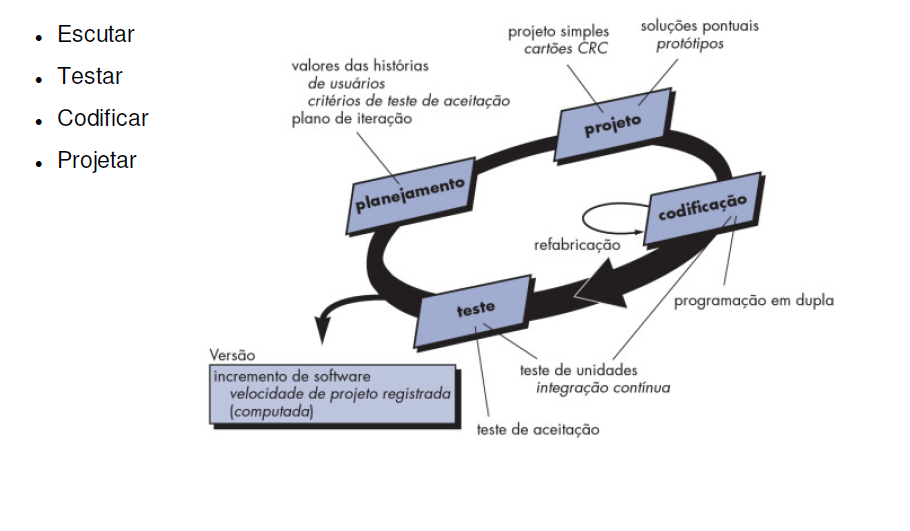 Escutar
Testar
Codificar
Projetar
projeto simples
cartões CRC
soluções pontuais
protótipos
valores das histórias
de usuários
critérios de teste de aceitação
plano de iteração
projeto
planejamento
codificação
refabricação
programação em dupla
teste
teste de unidades
integração contínua
teste de aceitação
Versão
incremento de software
velocidade de projeto registrada
(computada)